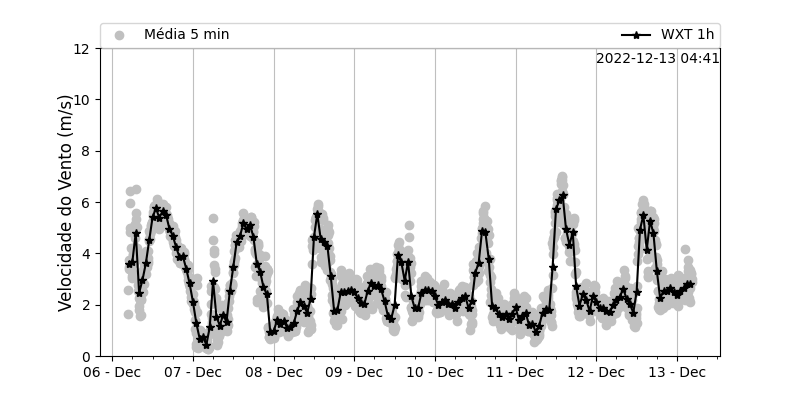 Média 5 min
WXT 1h
2022-12-13 04:41
Velocidade do Vento (m/s)
12
10
8
6
4
2
0
06 - Dec
07 - Dec
08 - Dec
09 - Dec
10 - Dec
11 - Dec
12 - Dec
13 - Dec